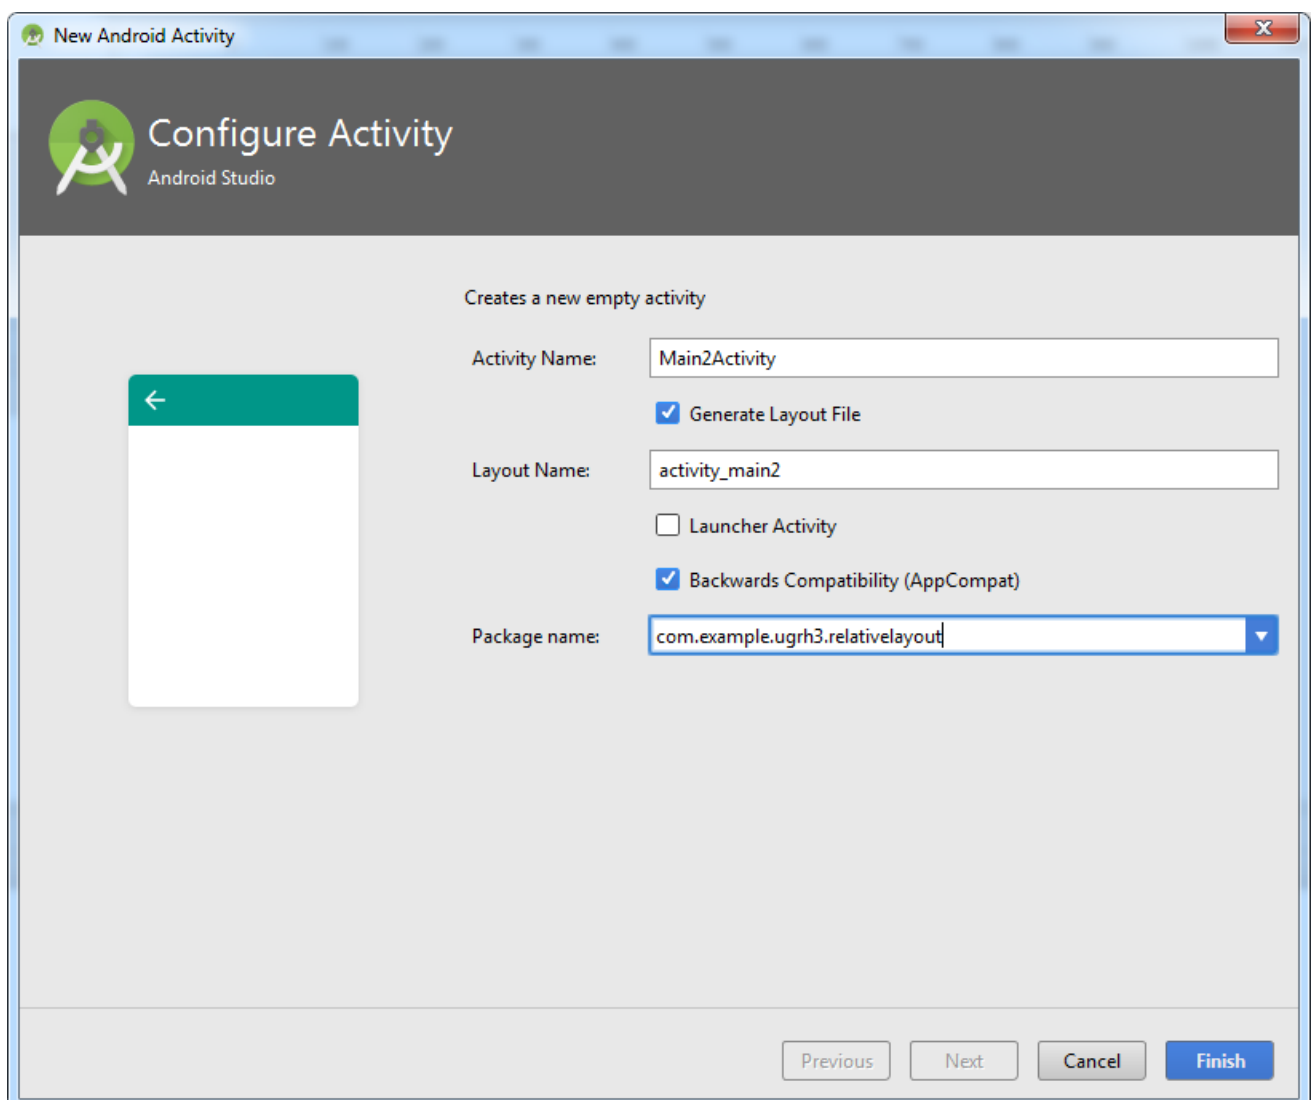 New Android Activity
Configure Activity
Android Studio
Creates a new empty activity
Activity Name: Main2Activity
Generate Layout File
Layout Name: activity_main2
Launcher Activity
Backwards Compatibility (AppCompat)
Package name: com.example.ugrh3.relativelayout
Previous Next Cancel Finish